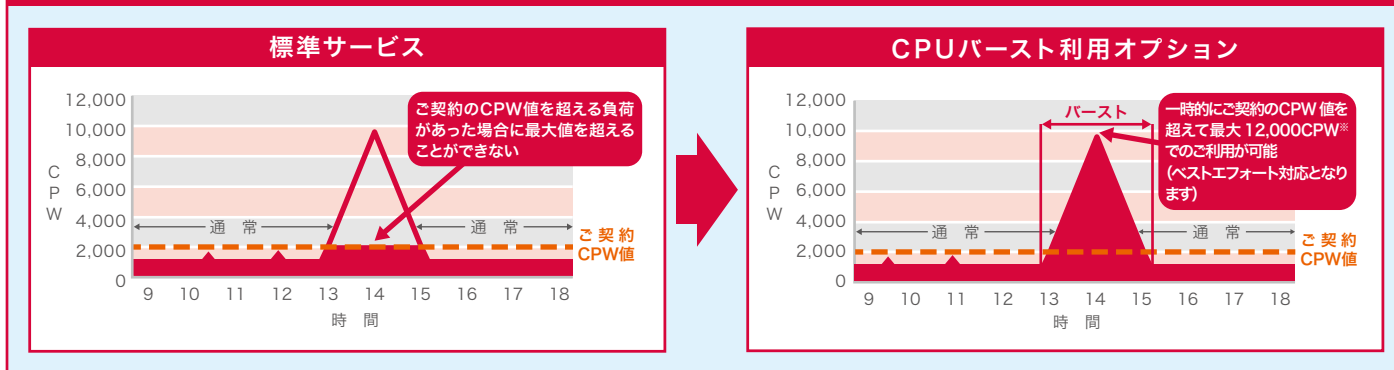 標準サービス
12,000
10,000
8,000
6,000
4,000
2,000
0
CPW
ご契約のCPW値を超える負荷
があった場合に最大値を超える
ことができない
通 常
通 常
ご契約
CPW値
9 10 11 12 13 14 15 16 17 18
時 間
CPUバースト利用オプション
12,000
10,000
8,000
6,000
4,000
2,000
0
CPW
バースト
一時的にご契約のCPW値を
超えて最大12,000CPW※
でのご利用が可能
(ベストエフォート対応となり
ます)
通 常
通 常
ご契約
CPW値
9 10 11 12 13 14 15 16 17 18
時 間